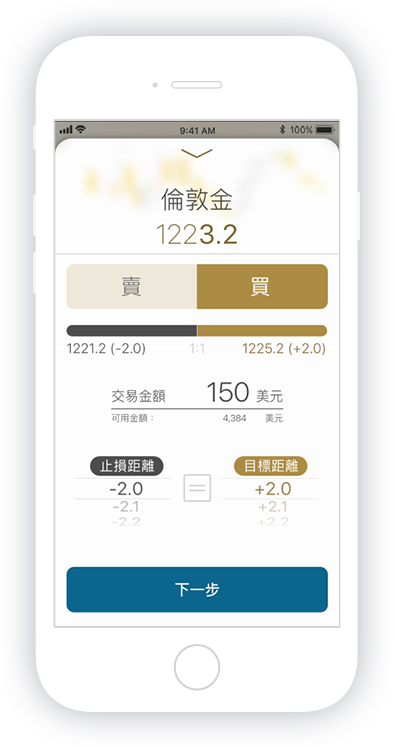 9:41 AM 100%
倫敦金
1223.2
賣 買
1221.2 (-2.0) 1:1 1225.2 (+2.0)
交易金額 150 美元
可用金額： 4,384 美元
止損距離 目標距離
-2.0 +2.0
-2.1 +2.1
-2.2 +2.2
下一步